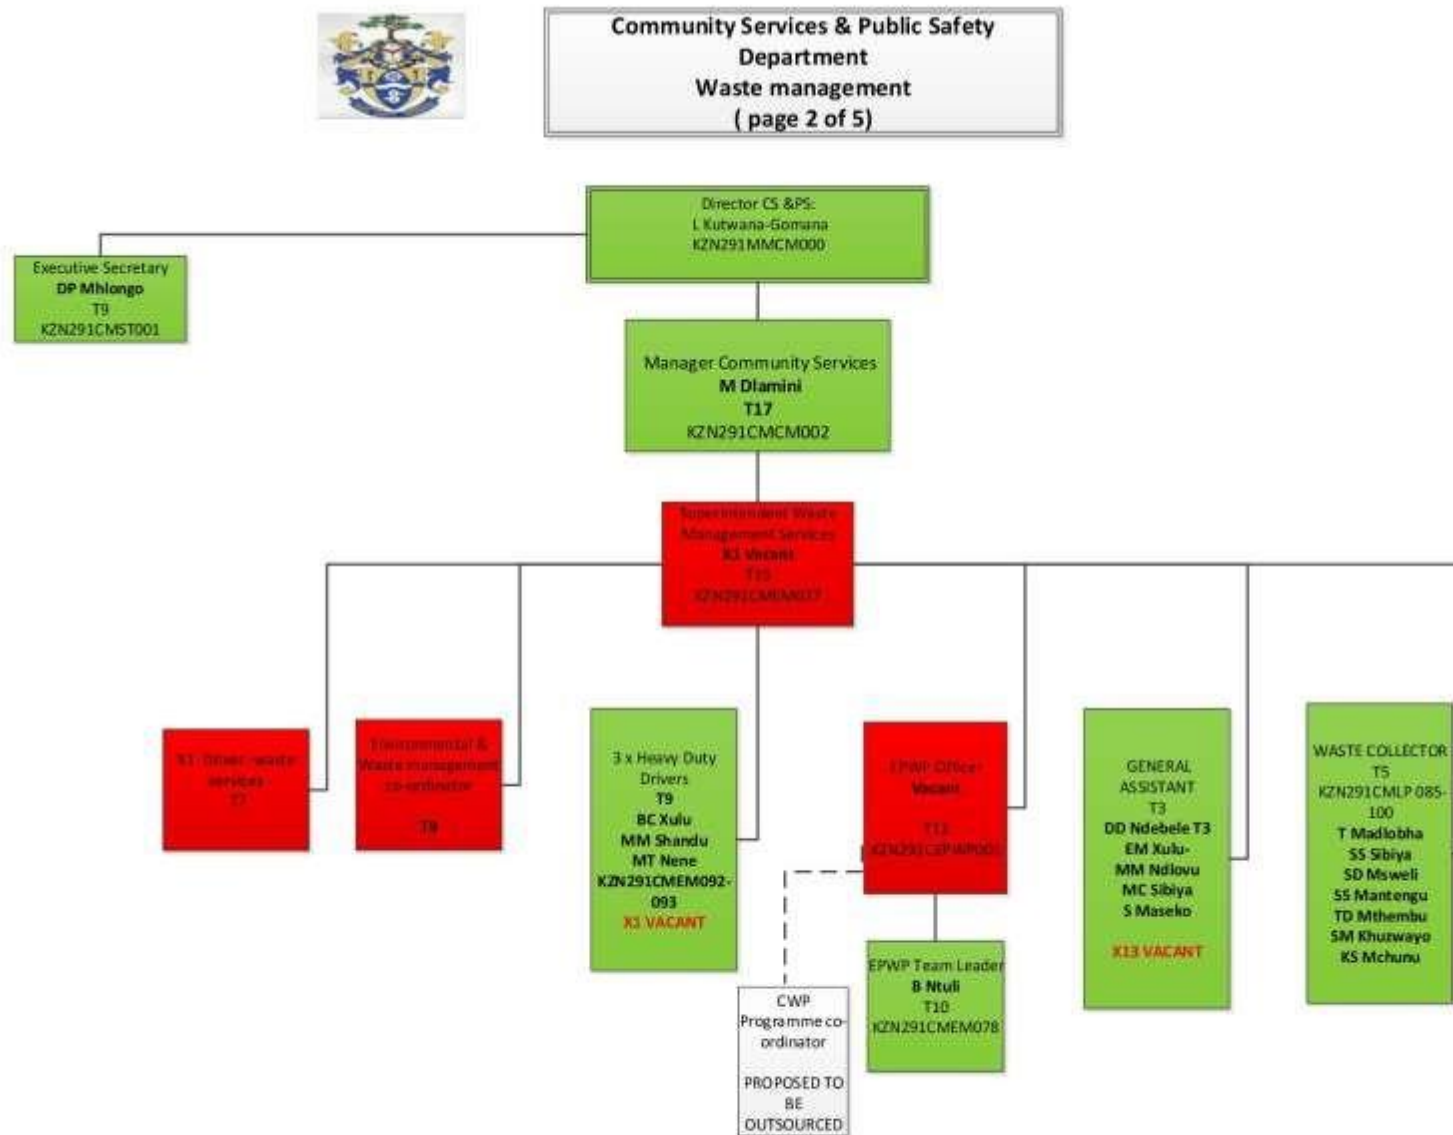 Community Services & Public Safety
Department
Waste management
( page 2 of 5)
Director CS &PS:
L Kutwana-Gomana
KZN291MMCM000
Executive Secretary
DP Mhlongo
T9
KZN291CMST001
Manager Community Services
M Dlamini
T17
KZN291CMCM002
Superintendent Waste
Management Services
X1 Vacant
KZN291CMEM077
X1 Driver -waste
services
T7
Environmental &
Waste management
co-ordinator
T9
3 x Heavy Duty
Drivers
T9
BC Xulu
MM Shandu
MT Nene
KZN291CMEM092-
093
X1 VACANT
EPWP Officer
Vacant
KZN291CEPWP001
EPWP Team Leader
B Ntuli
T10
KZN291CMEM078
CWP
Programme co-
ordinator
PROPOSED TO
BE
OUTSOURCED
GENERAL
ASSISTANT
T3
DD Ndebele T3
EM Xulu-
MM Ndlovu
MC Sibiya
S Maseko
X13 VACANT
WASTE COLLECTOR
T5
KZN291CMLP 085-
100
T Madlobha
SS Sibiya
SD Msweli
SS Mantengu
TD Mthembu
SM Khuzwayo
KS Mchunu